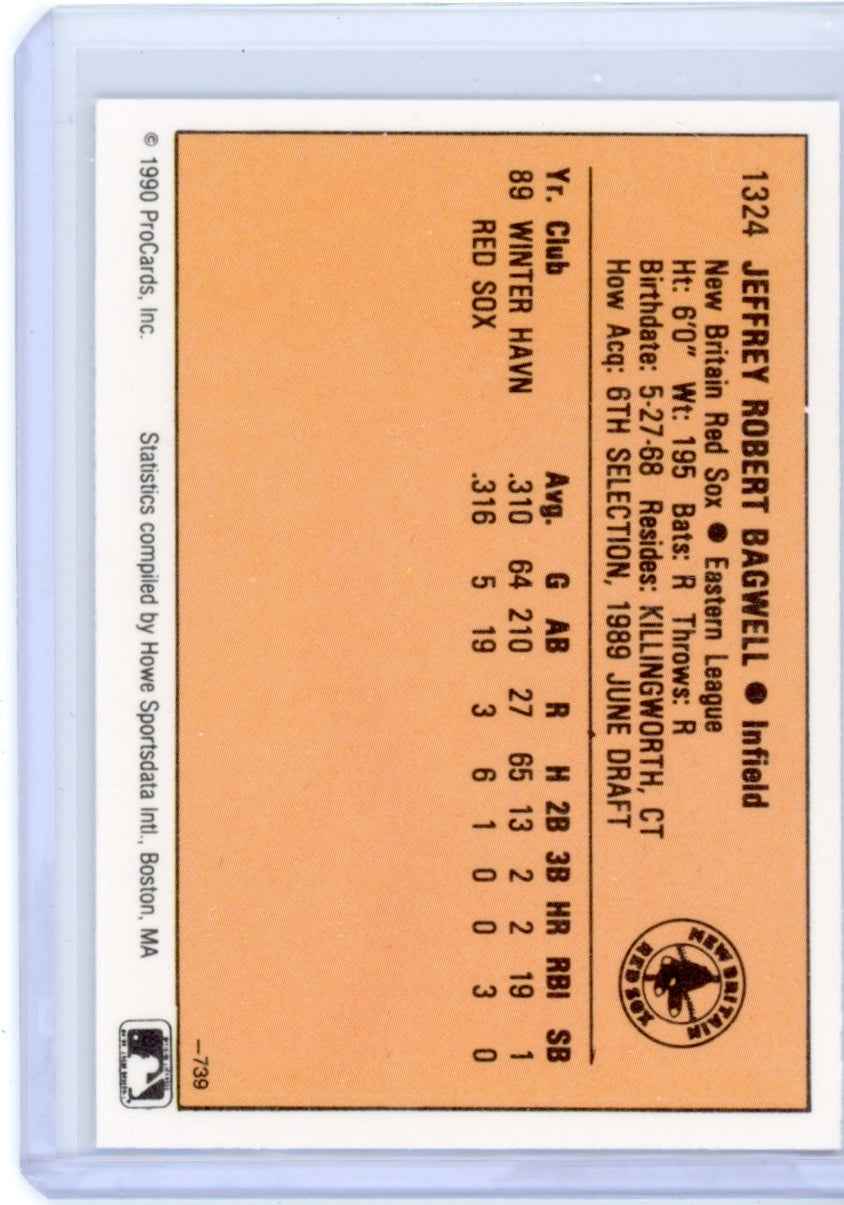 1324 JEFFREY ROBERT BAGWELL ● Infield
New Britain Red Sox ● Eastern League
Ht: 6'0" Wt: 195 Bats: R Throws: R
Birthdate: 5-27-68 Resides: KILLINGWORTH, CT
How Acq: 6TH SELECTION, 1989 JUNE DRAFT
NEW BRITAIN
RED SOX
Yr. Club Avg. G AB R H 2B 3B HR RBI SB
89 WINTER HAVN .310 64 210 27 65 13 2 2 19 1
RED SOX .316 5 19 3 6 1 0 0 3 0
—739
© 1990 ProCards, Inc. Statistics compiled by Howe Sportsdata Intl., Boston, MA